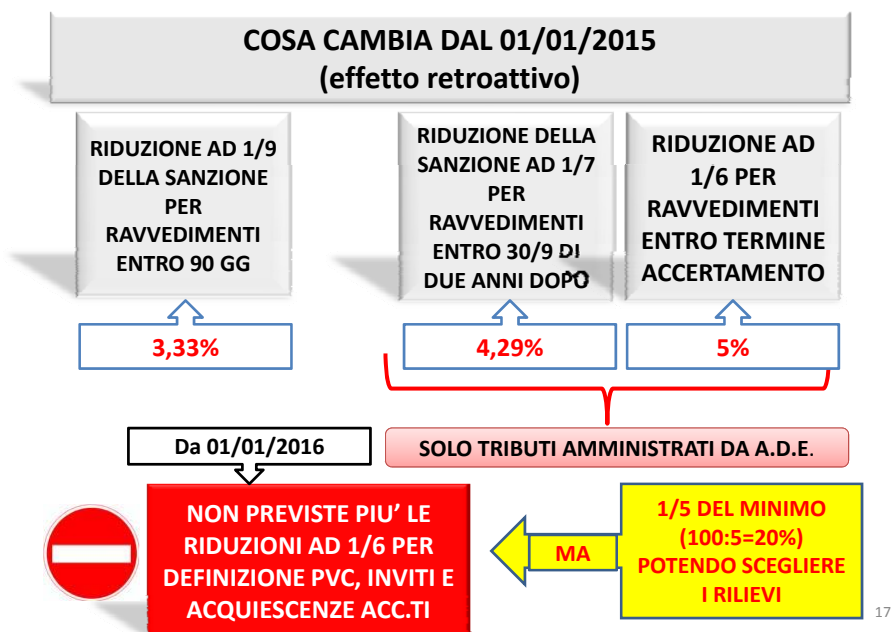 COSA CAMBIA DAL 01/01/2015
(effetto retroattivo)
RIDUZIONE AD 1/9
DELLA SANZIONE
PER
RAVVEDIMENTI
ENTRO 90 GG
RIDUZIONE DELLA
SANZIONE AD 1/7
PER
RAVVEDIMENTI
ENTRO 30/9 DI
DUE ANNI DOPO
RIDUZIONE AD
1/6 PER
RAVVEDIMENTI
ENTRO TERMINE
ACCERTAMENTO
3,33%
4,29%
5%
Da 01/01/2016
SOLO TRIBUTI AMMINISTRATI DA A.D.E.
NON PREVISTE PIU’ LE
RIDUZIONI AD 1/6 PER
DEFINIZIONE PVC, INVITI E
ACQUIESCENZE ACC.TI
MA
1/5 DEL MINIMO
(100:5=20%)
POTENDO SCEGLIERE
I RILIEVI
17